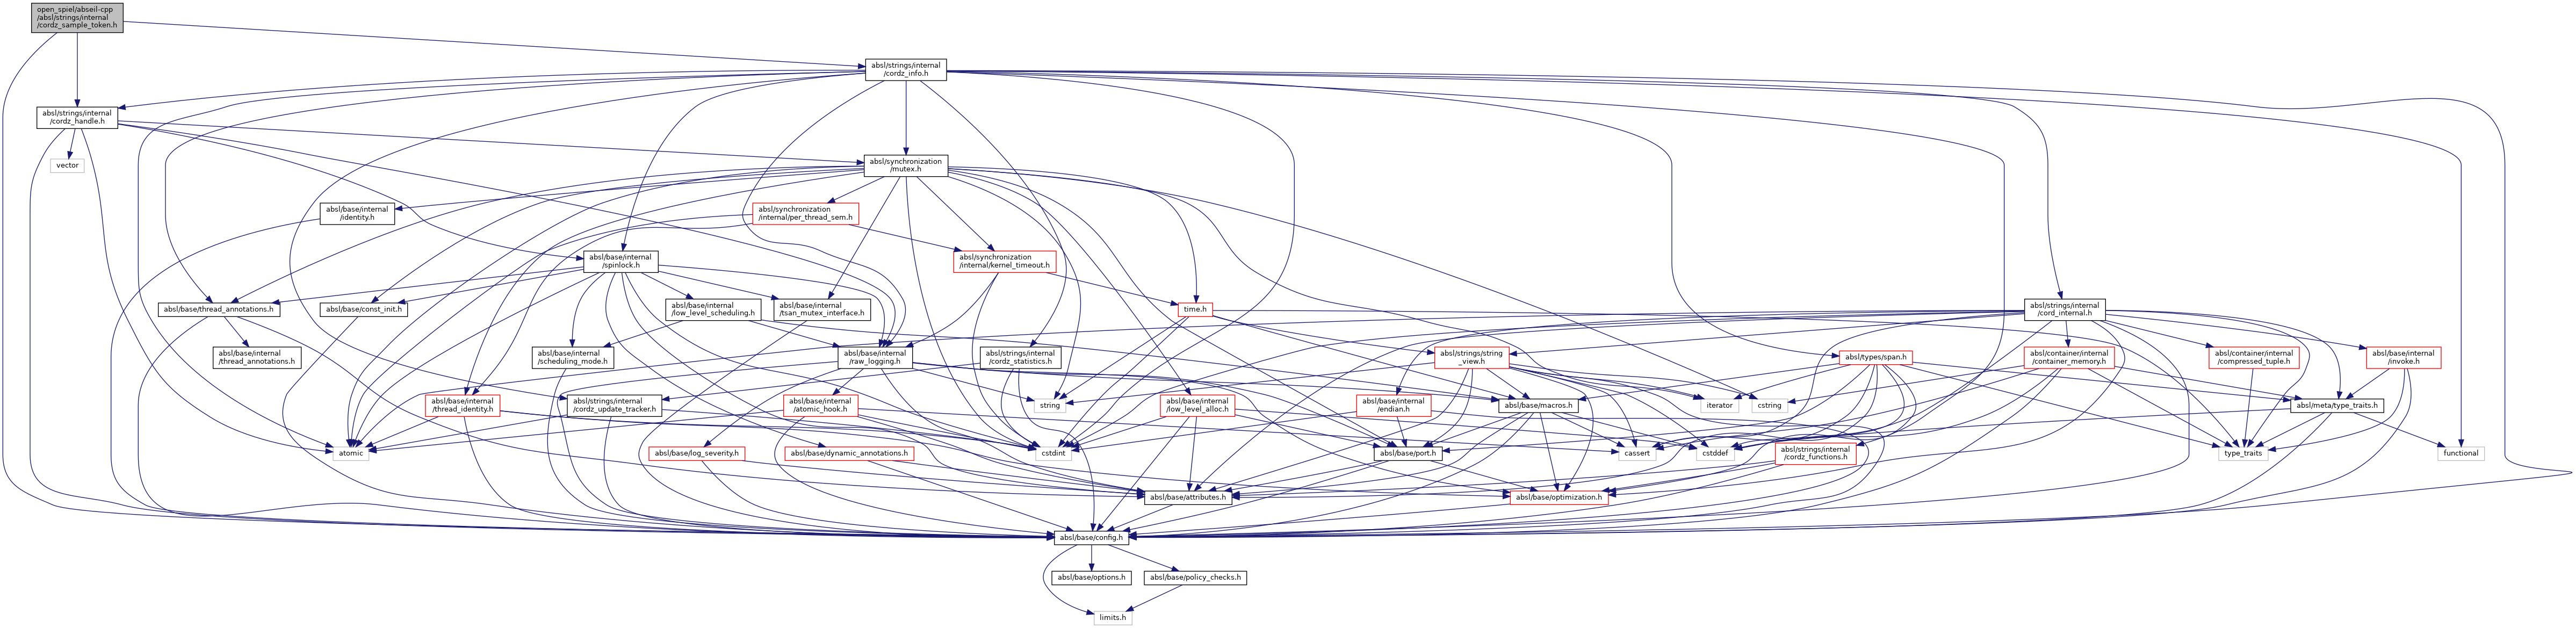 open_spiel/abseil-cpp
/absl/strings/internal
/cordz_sample_token.h
absl/strings/internal
/cordz_info.h
absl/strings/internal
/cordz_handle.h
vector
absl/synchronization
/mutex.h
absl/base/internal
/identity.h
absl/synchronization
/internal/per_thread_sem.h
absl/base/internal
/spinlock.h
absl/synchronization
/internal/kernel_timeout.h
absl/base/thread_annotations.h
absl/base/const_init.h
absl/base/internal
/low_level_scheduling.h
absl/base/internal
/tsan_mutex_interface.h
time.h
absl/strings/internal
/cord_internal.h
absl/base/internal
/thread_annotations.h
absl/base/internal
/scheduling_mode.h
absl/base/internal
/raw_logging.h
absl/strings/internal
/cordz_statistics.h
absl/strings/string
_view.h
absl/types/span.h
absl/container/internal
/container_memory.h
absl/container/internal
/compressed_tuple.h
absl/base/internal
/invoke.h
absl/base/internal
/thread_identity.h
absl/strings/internal
/cordz_update_tracker.h
absl/base/internal
/atomic_hook.h
string
absl/base/internal
/low_level_alloc.h
absl/base/internal
/endian.h
absl/base/macros.h
iterator
cstring
absl/meta/type_traits.h
atomic
absl/base/log_severity.h
absl/base/dynamic_annotations.h
cstdint
absl/base/port.h
cassert
cstddef
absl/strings/internal
/cordz_functions.h
type_traits
functional
absl/base/attributes.h
absl/base/optimization.h
absl/base/config.h
absl/base/options.h
absl/base/policy_checks.h
limits.h